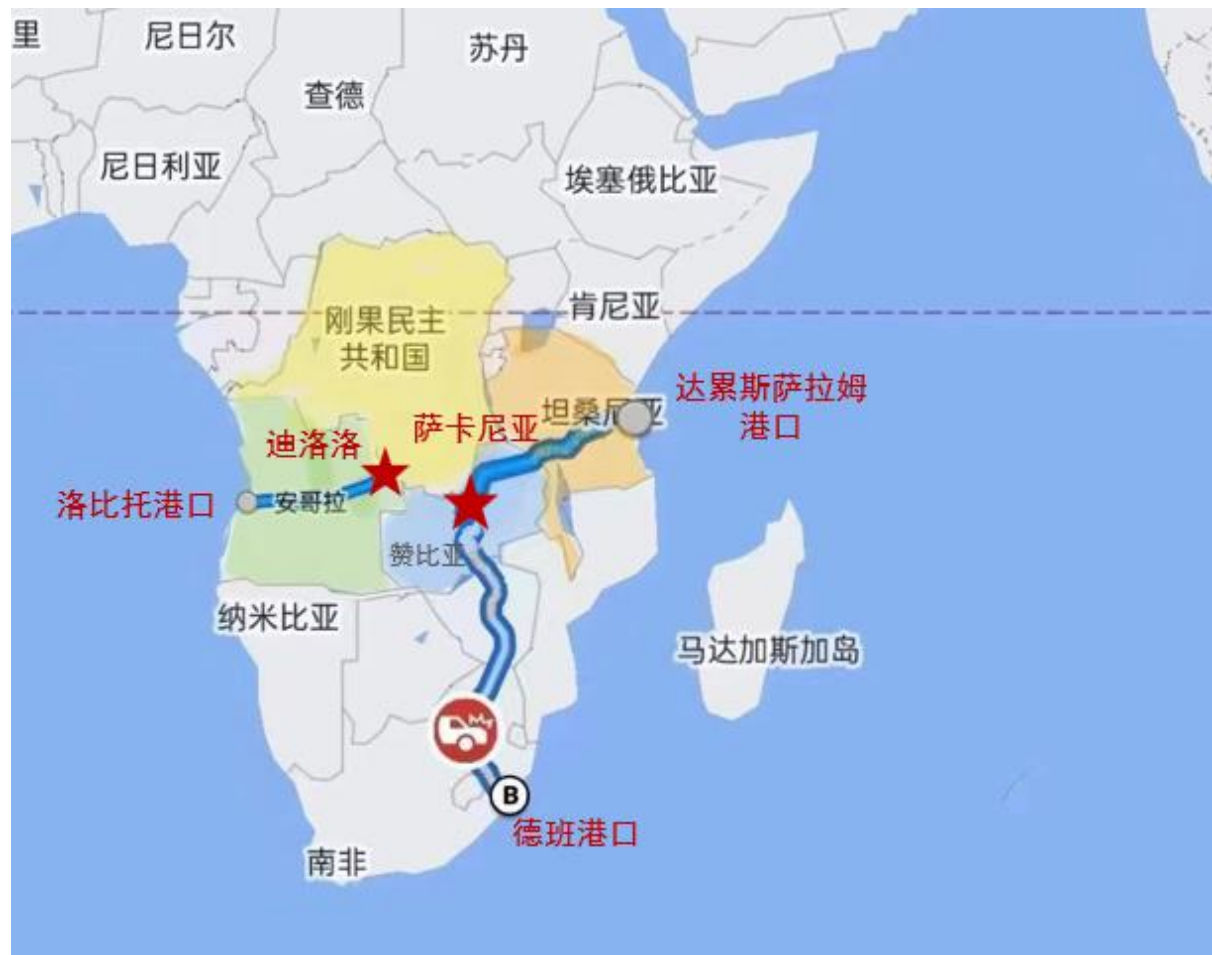 里
尼日尔
苏丹
查德
尼日利亚
埃塞俄比亚
肯尼亚
刚果民主
共和国
达累斯萨拉姆
港口
坦桑尼亚
萨卡尼亚
迪洛洛
洛比托港口
安哥拉
赞比亚
纳米比亚
马达加斯加岛
B
德班港口
南非